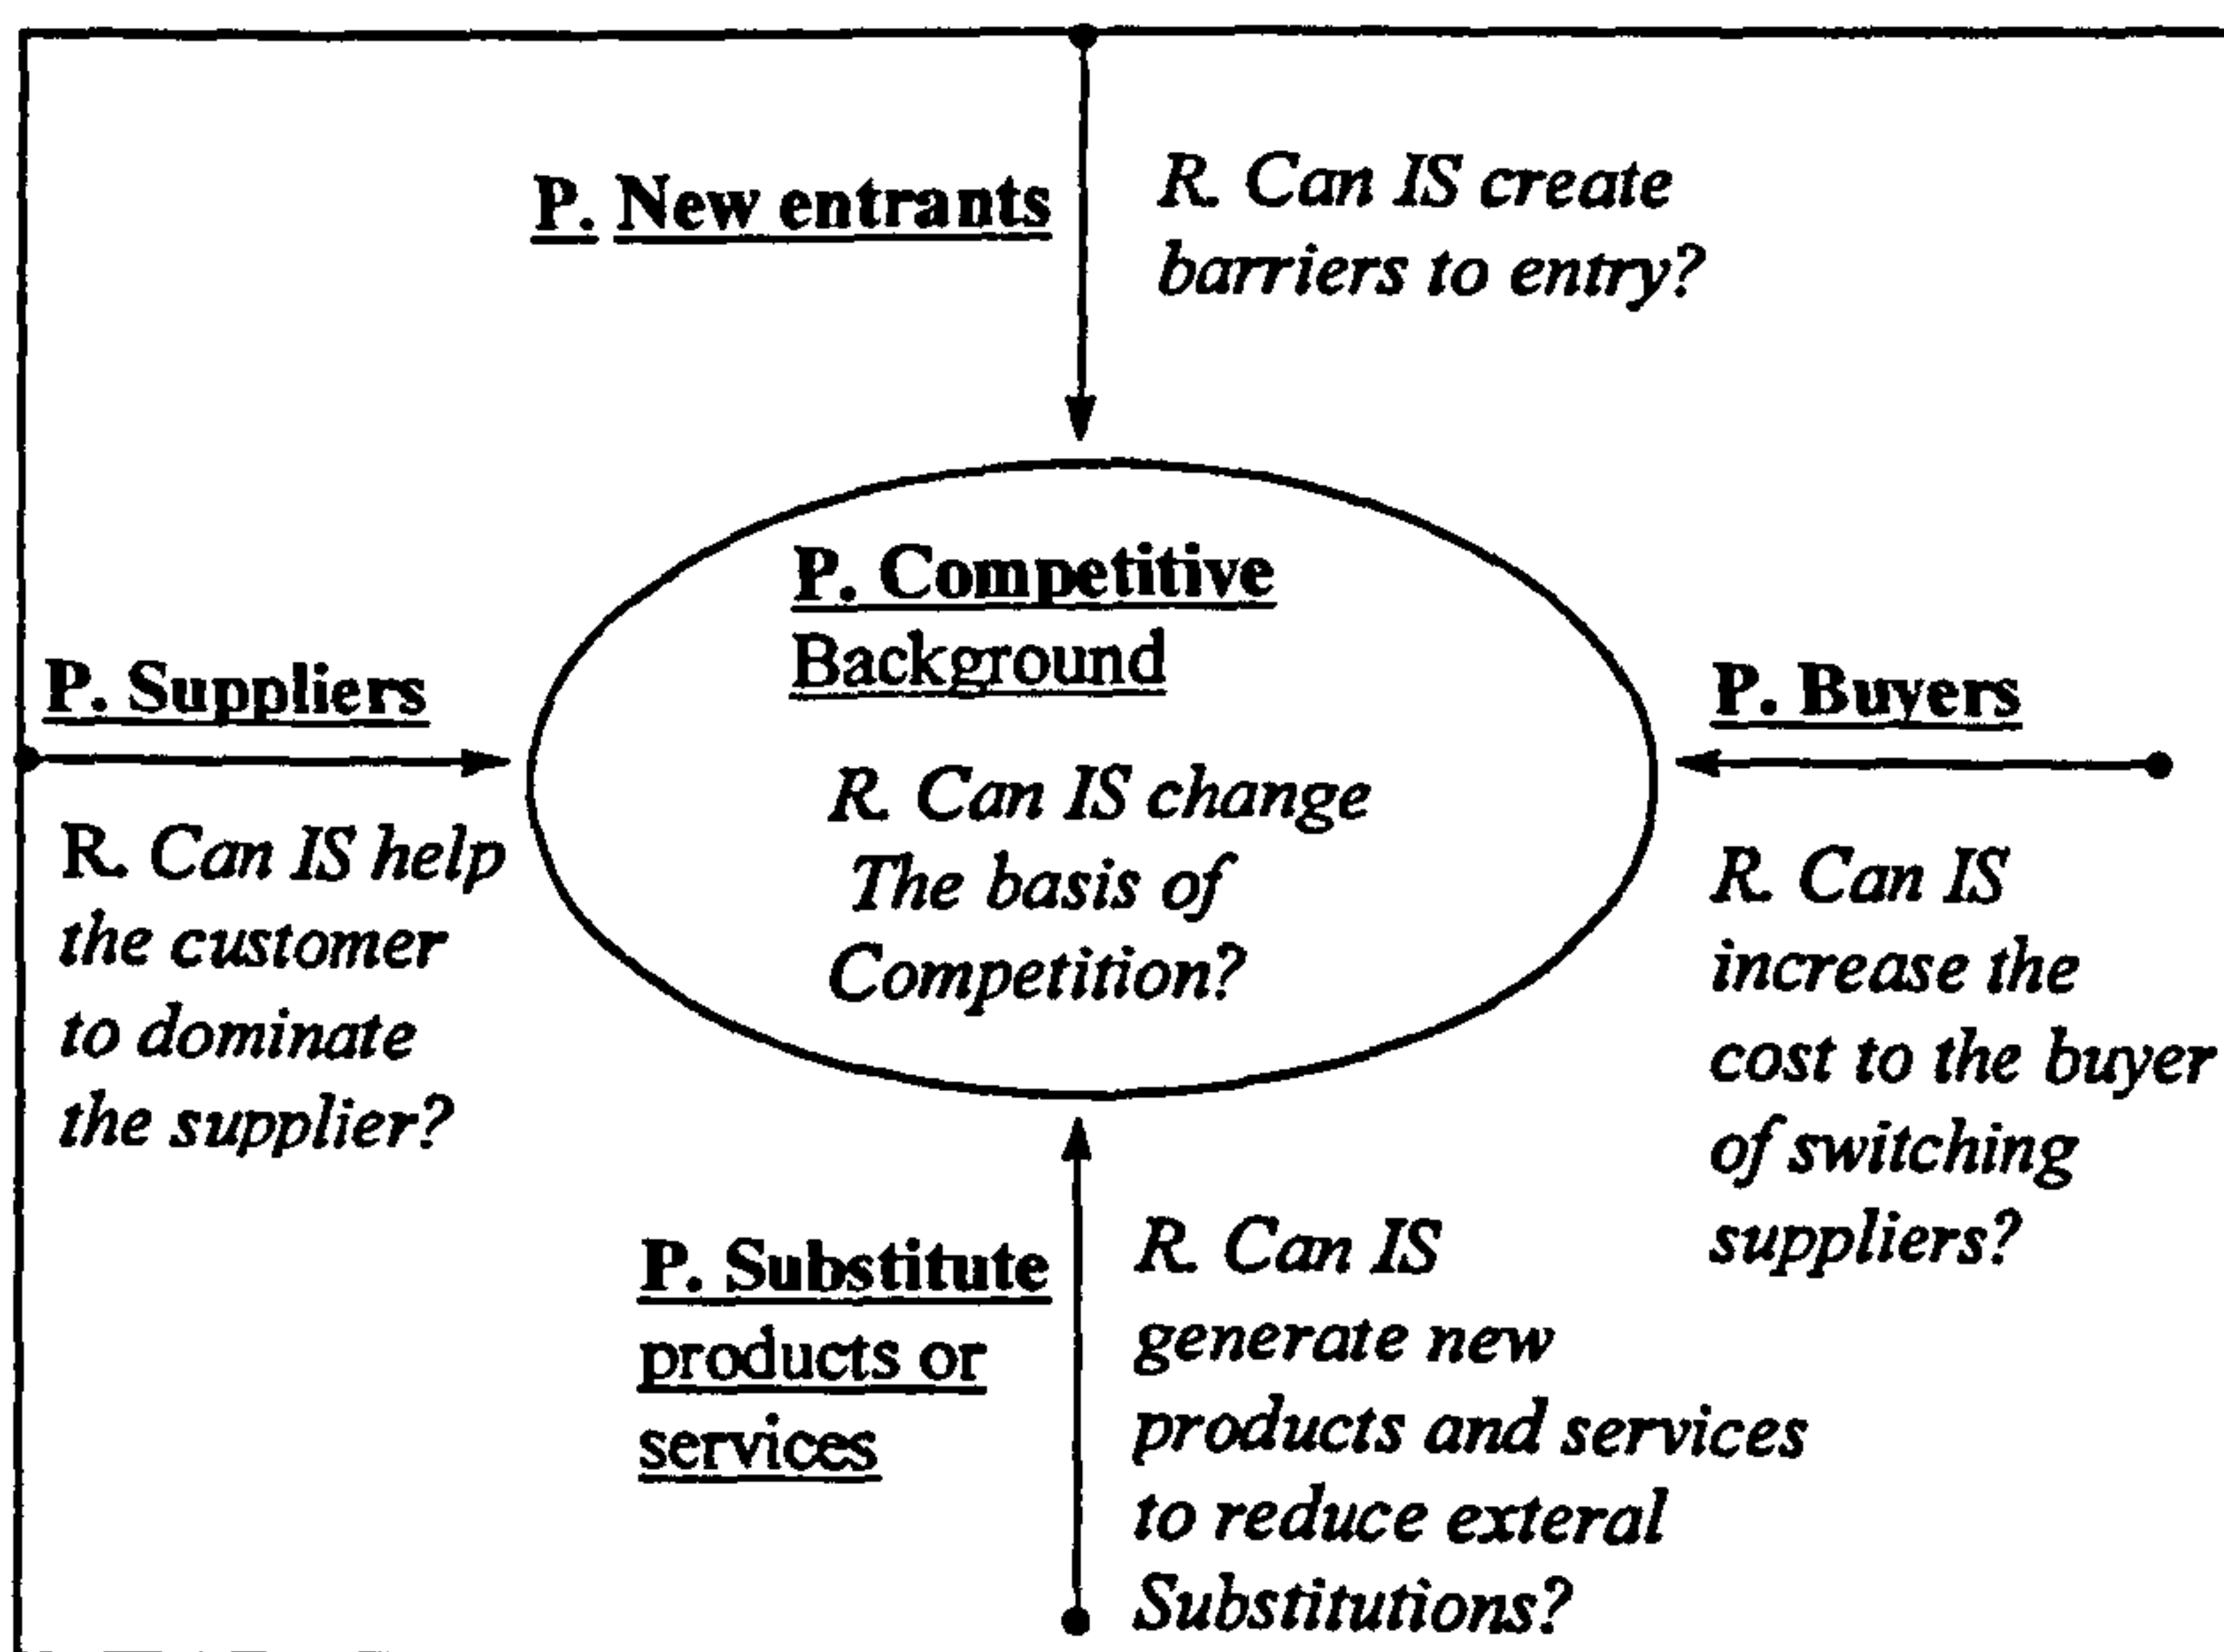 P. New entrants
R. Can IS create
barriers to entry?
P. Competitive
Background
R. Can IS change
The basis of
Competition?
P. Suppliers
R. Can IS help
the customer
to dominate
the supplier?
P. Buyers
R. Can IS
increase the
cost to the buyer
of switching
suppliers?
P. Substitute
products or
services
R. Can IS
generate new
products and services
to reduce exteral
Substitutions?